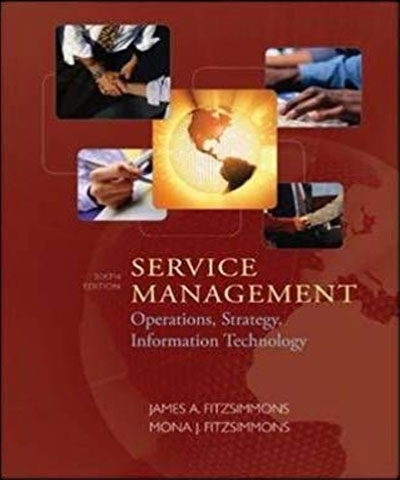 SIXTH
EDITION
SERVICE
MANAGEMENT
Operations, Strategy,
Information Technology
JAMES A. FITZSIMMONS
MONA J. FITZSIMMONS